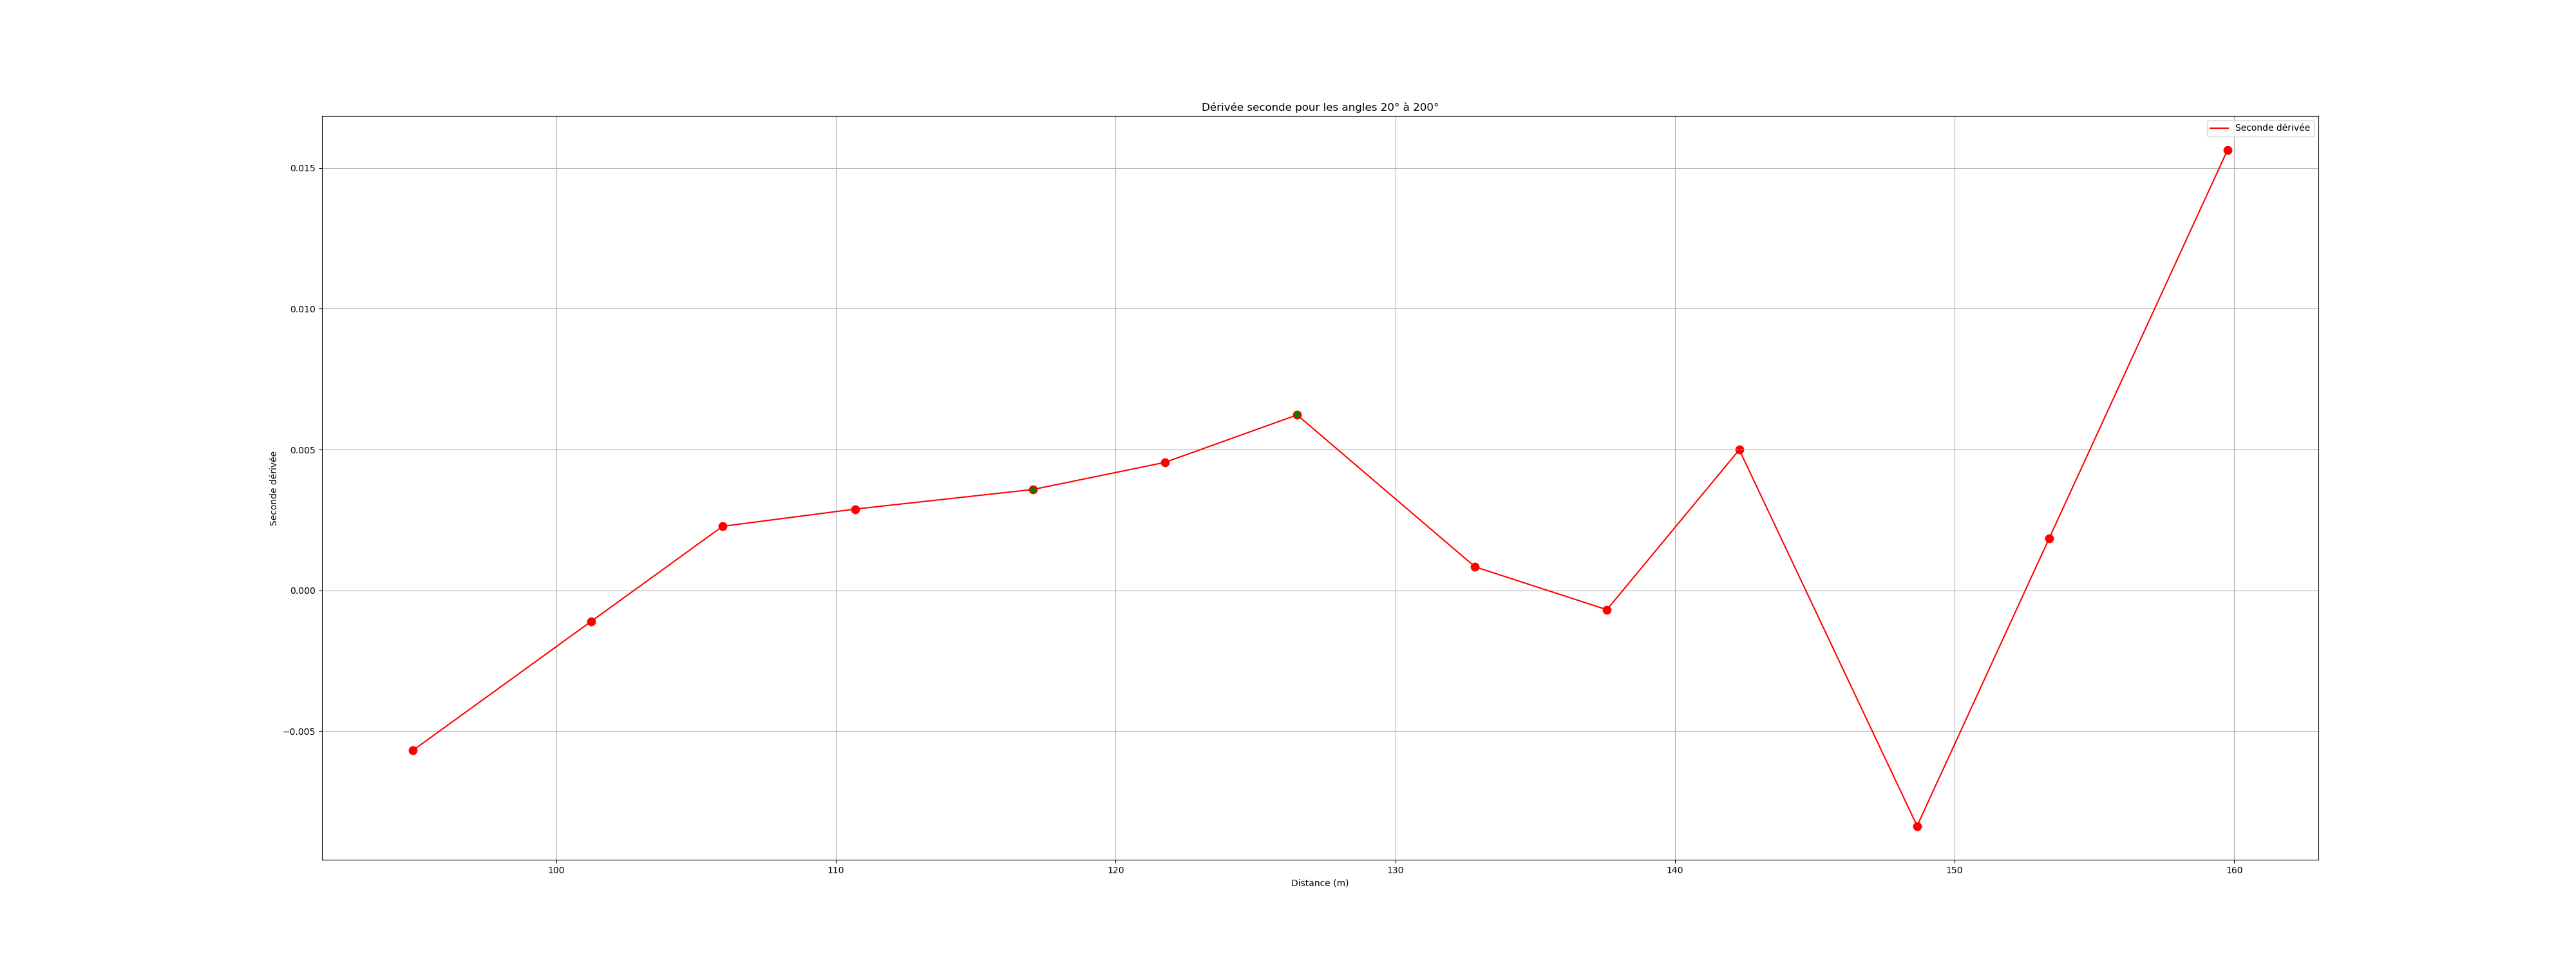 Dérivée seconde pour les angles 20° à 200°
Seconde dérivée
0.015
0.010
0.005
0.000
−0.005
Seconde dérivée
100 110 120 130 140 150 160
Distance (m)